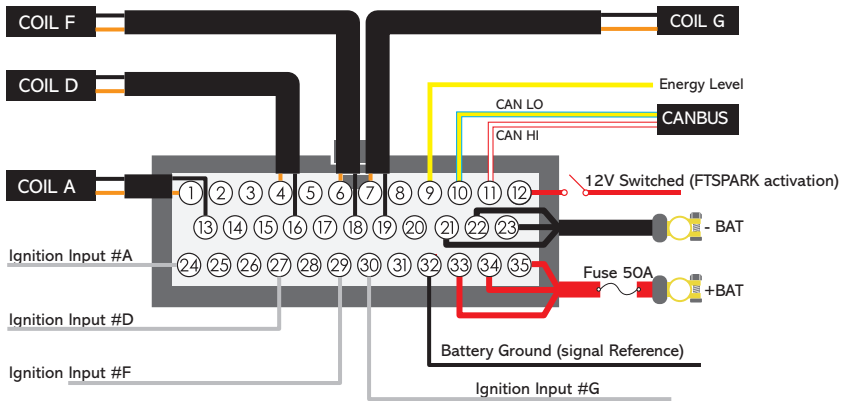 COIL F
COIL G
COIL D
Energy Level
CAN LO
CANBUS
CAN HI
COIL A
12V Switched (FTSPARK activation)
1 2 3 4 5 6 7 8 9 10 11 12
13 14 15 16 17 18 19 20 21 22 23
- BAT
Ignition Input #A
24 25 26 27 28 29 30 31 32 33 34 35
Fuse 50A
+BAT
Ignition Input #D
Battery Ground (signal Reference)
Ignition Input #F
Ignition Input #G